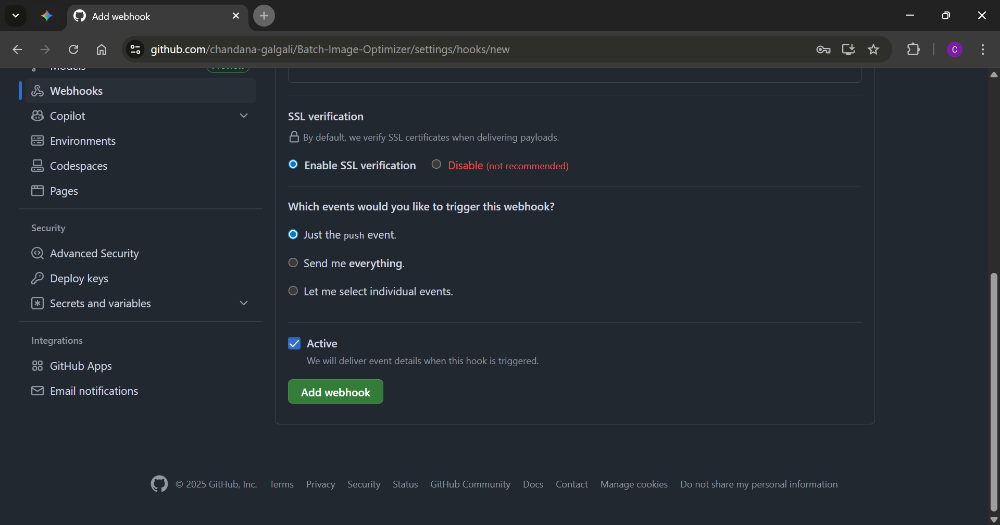 Add webhook
github.com/chandana-galgali/Batch-Image-Optimizer/settings/hooks/new
C
Webhooks
Copilot
Environments
Codespaces
Pages
Security
Advanced Security
Deploy keys
Secrets and variables
Integrations
GitHub Apps
Email notifications
SSL verification
By default, we verify SSL certificates when delivering payloads.
Enable SSL verification Disable (not recommended)
Which events would you like to trigger this webhook?
Just the push event.
Send me everything.
Let me select individual events.
Active
We will deliver event details when this hook is triggered.
Add webhook
© 2025 GitHub, Inc. Terms Privacy Security Status GitHub Community Docs Contact Manage cookies Do not share my personal information